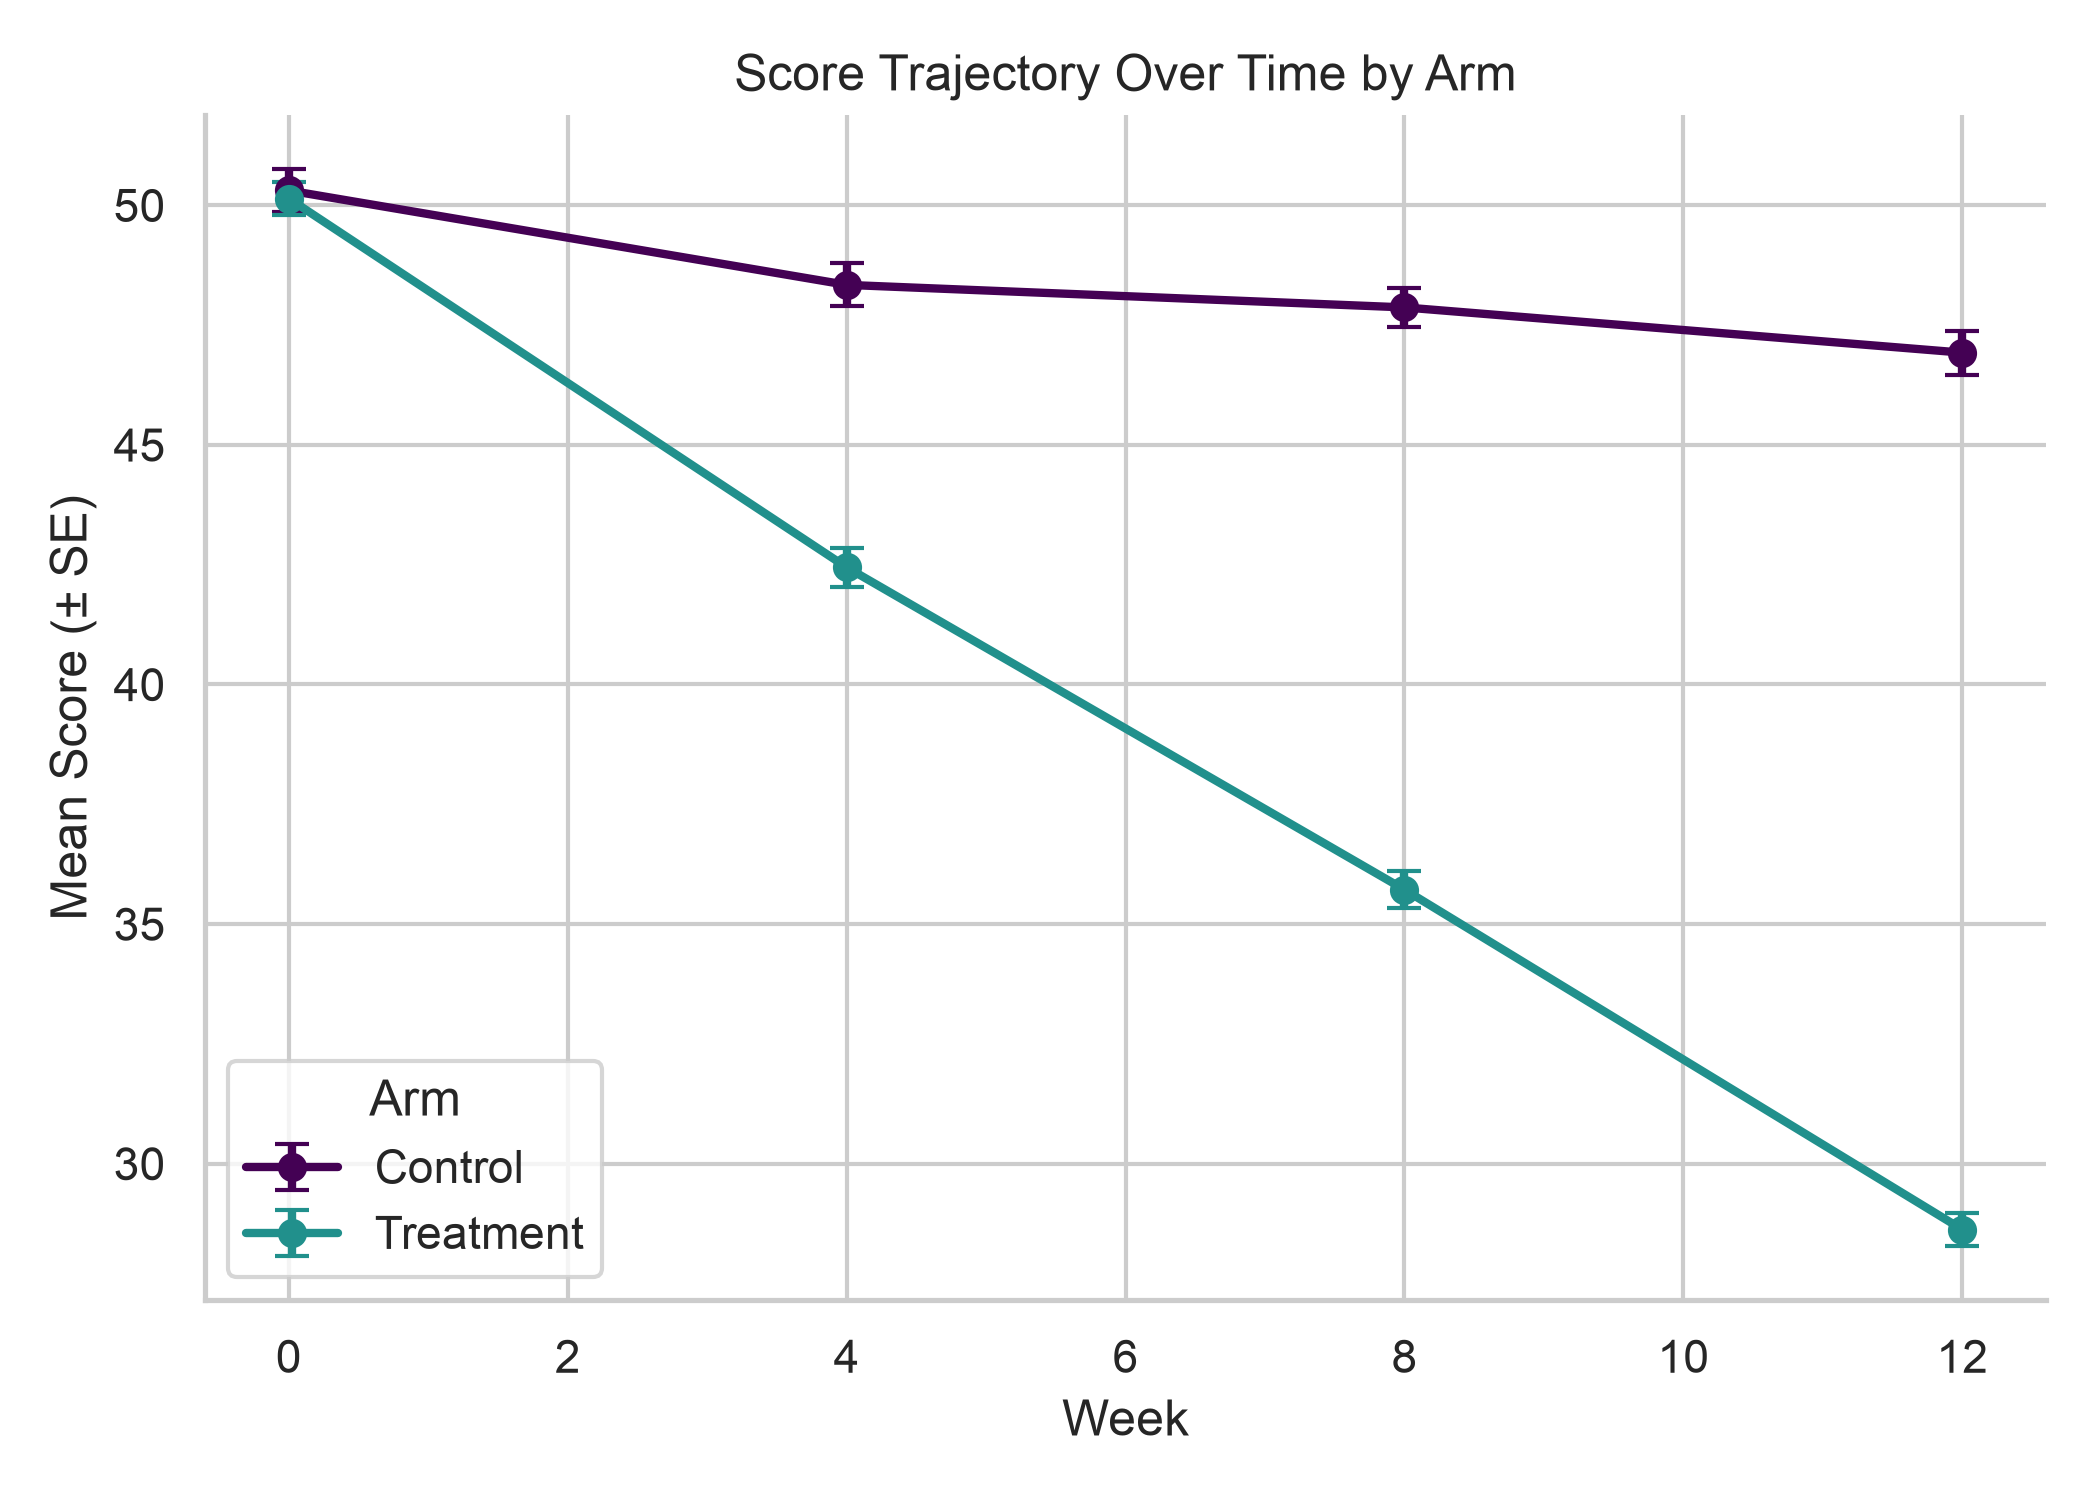 Score Trajectory Over Time by Arm
Mean Score (± SE)
50
45
40
35
30
Arm
Control
Treatment
0 2 4 6 8 10 12
Week